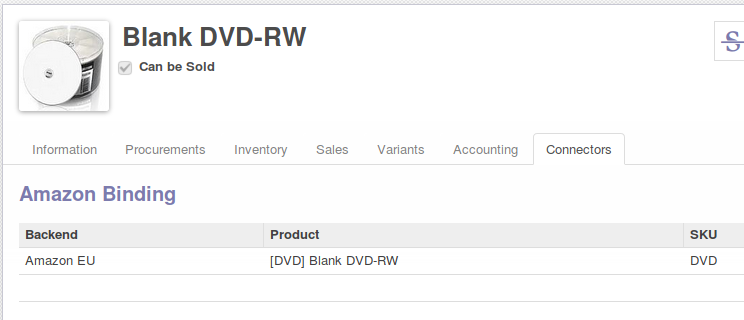 Blank DVD-RW
S
Can be Sold
Information Procurements Inventory Sales Variants Accounting Connectors
Amazon Binding
Backend Product SKU
Amazon EU [DVD] Blank DVD-RW DVD